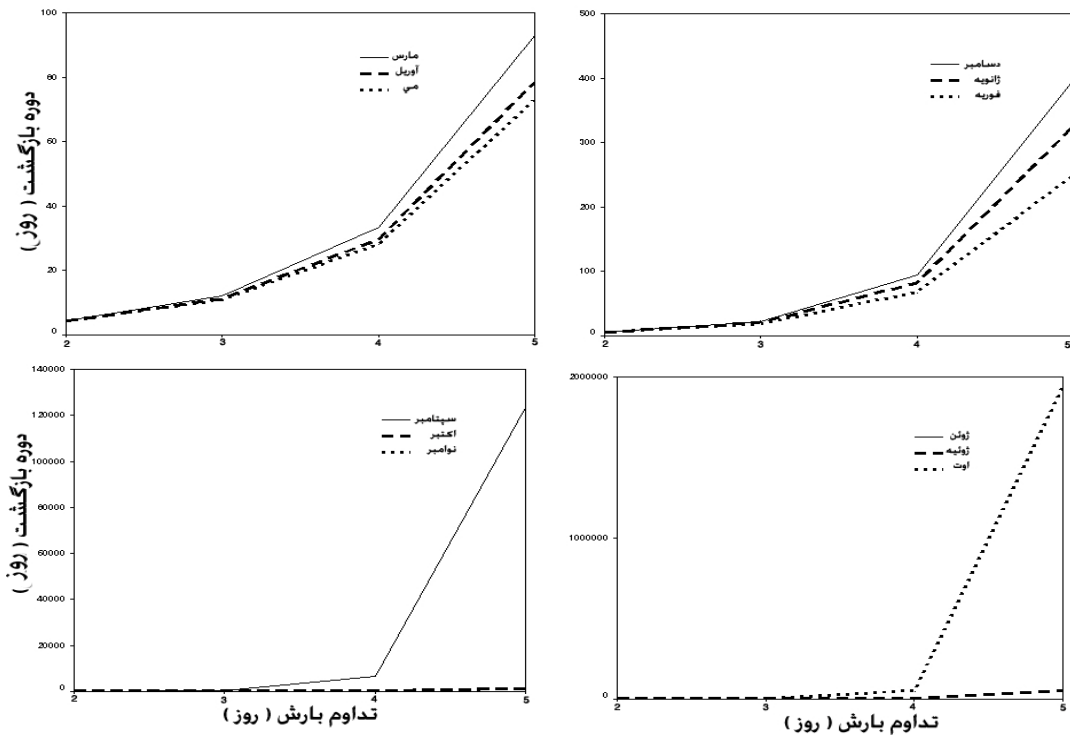 100
80
60
40
20
0
2 3 4 5
مارس
آوریل
می
دوره بازگشت ( روز )
500
400
300
200
100
0
2 3 4 5
دسامبر
ژانویه
فوریه
140000
120000
100000
80000
60000
40000
20000
0
2 3 4 5
سپتامبر
اکتبر
نوامبر
دوره بازگشت ( روز )
تداوم بارش ( روز )
2000000
1000000
0
2 3 4 5
ژوئن
ژوئیه
اوت
تداوم بارش ( روز )